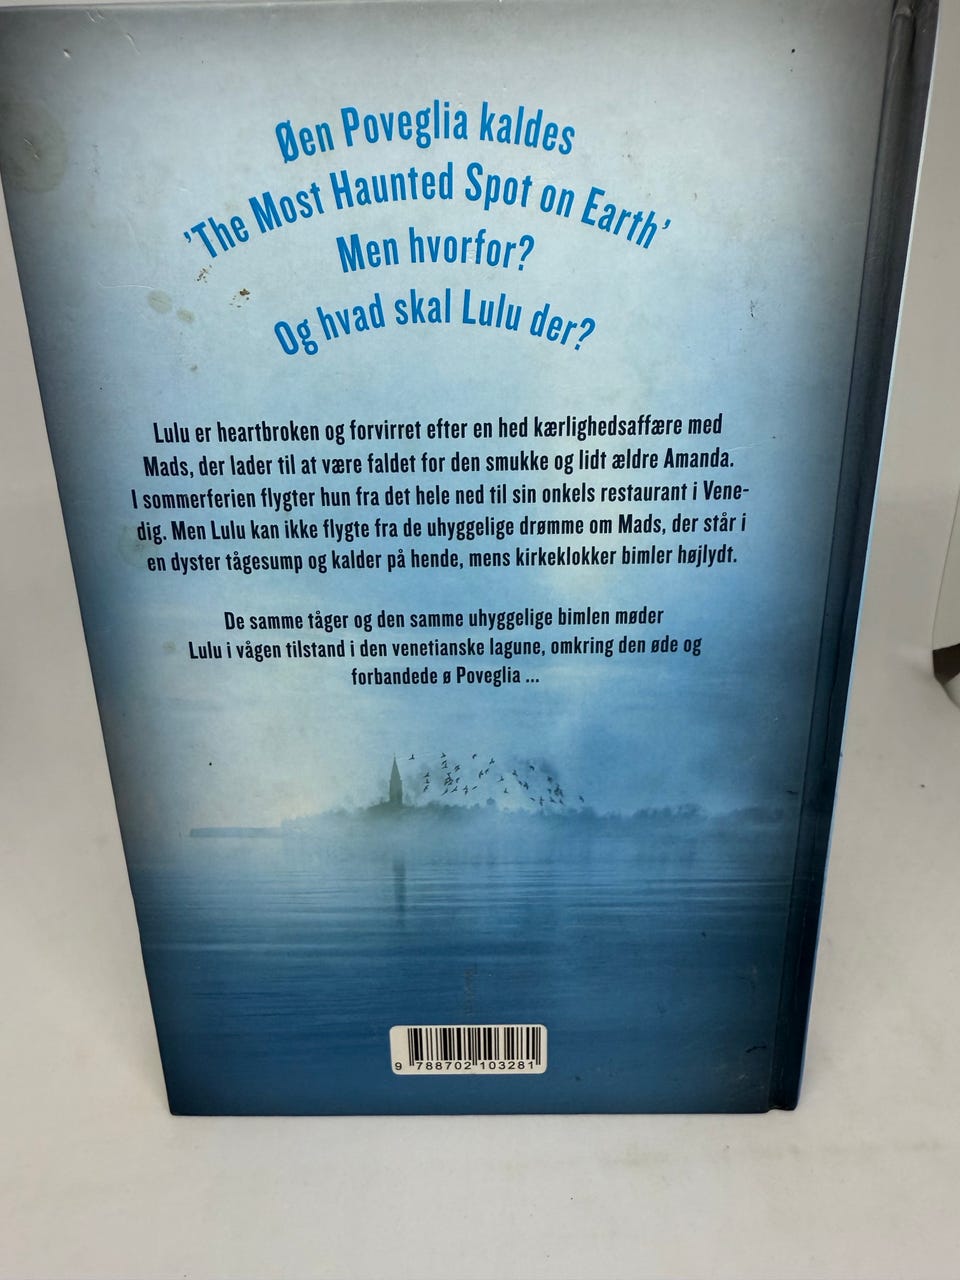 Øen Poveglia kaldes
’The Most Haunted Spot on Earth’
Men hvorfor?
Og hvad skal Lulu der?
Lulu er heartbroken og forvirret efter en hed kærlighedsaffære med
Mads, der lader til at være faldet for den smukke og lidt ældre Amanda.
I sommerferien flygter hun fra det hele ned til sin onkels restaurant i Vene-
dig. Men Lulu kan ikke flygte fra de uhyggelige drømme om Mads, der står i
en dyster tågesump og kalder på hende, mens kirkeklokker bimler højlydt.
De samme tåger og den samme uhyggelige bimlen møder
Lulu i vågen tilstand i den venetianske lagune, omkring den øde og
forbandede ø Poveglia ...
9 788702 103281